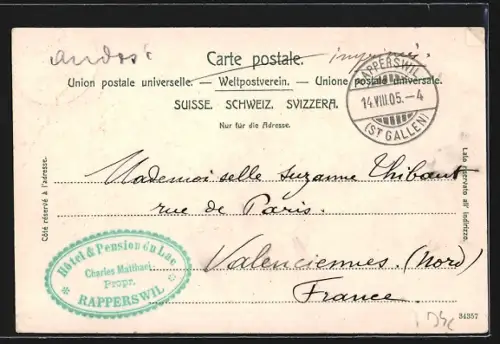 Carte postale.
imprimé.
Union postale universelle. — Weltpostverein. — Unione postale universale.
SUISSE. SCHWEIZ. SVIZZERA.
Nur für die Adresse.
RAPPERSWIL
14.VIII.05.–4
(ST GALLEN)
Côté réservé à l'adresse.
Lato riservato all' indirizzo.
Mademoiselle Suzanne Thibaut
rue de Paris.
Valenciennes. (Nord)
France.
Hôtel & Pension du Lac
Charles Matthaei
Propr.
RAPPERSWIL
34357